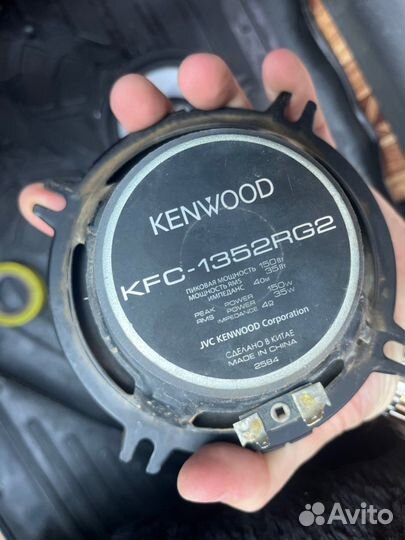 KENWOOD
KFC-1352RG2
ПИКОВАЯ МОЩНОСТЬ 150Вт
МОЩНОСТЬ RMS 35Вт
ИМПЕДАНС 4Ом
PEAK POWER 150W
RMS POWER 35W
IMPEDANCE 4Ω
JVC KENWOOD Corporation
СДЕЛАНО В КИТАЕ
MADE IN CHINA
2584
Avito